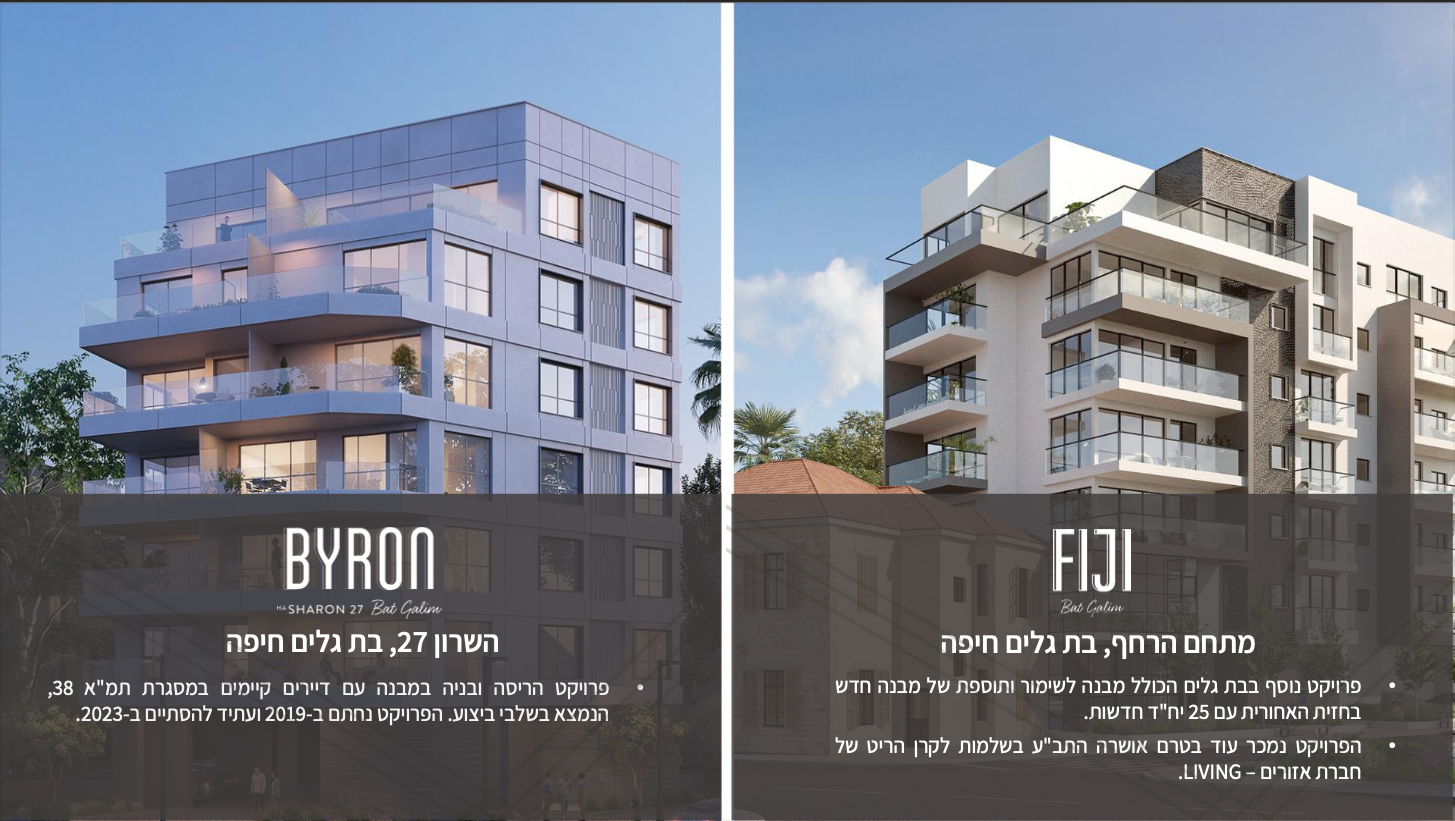 FIJI
Bat Galim
מתחם הרחף, בת גלים חיפה
• פרויקט נוסף בבת גלים הכולל מבנה לשימור ותוספת של מבנה חדש
בחזית האחורית עם 25 יח"ד חדשות.
• הפרויקט נמכר עוד בטרם אושרה התב"ע בשלמות לקרן הריט של
חברת אזורים – LIVING.
BYRON
HA SHARON 27 Bat Galim
השרון 27, בת גלים חיפה
• פרויקט הריסה ובניה במבנה עם דיירים קיימים במסגרת תמ"א 38,
הנמצא בשלבי ביצוע. הפרויקט נחתם ב-2019 ועתיד להסתיים ב-2023.